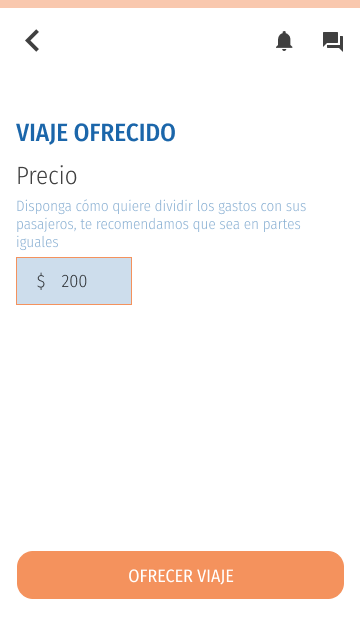 VIAJE OFRECIDO
Precio
Disponga cómo quiere dividir los gastos con sus
pasajeros, te recomendamos que sea en partes
iguales
$ 200
OFRECER VIAJE